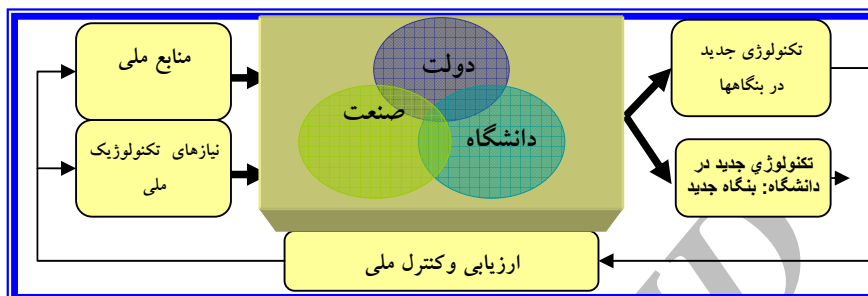 منابع ملی
نیازهای تکنولوژیک
ملی
دولت
صنعت
دانشگاه
تکنولوژی جدید
در بنگاهها
تکنولوژي جدید در
دانشگاه: بنگاه جدید
ارزیابی وکنترل ملی